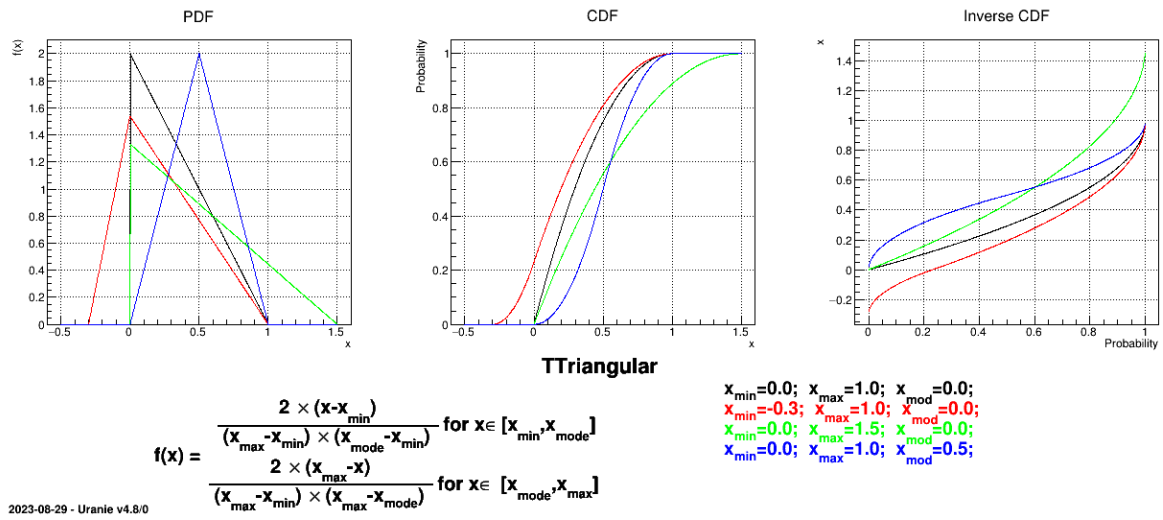 PDF
CDF
Inverse CDF
f(x)
2
1.8
1.6
1.4
1.2
1
0.8
0.6
0.4
0.2
0
−0.5 0 0.5 1 1.5
x
Probability
1
0.8
0.6
0.4
0.2
0
−0.5 0 0.5 1 1.5
x
x
1.4
1.2
1
0.8
0.6
0.4
0.2
0
−0.2
0 0.2 0.4 0.6 0.8 1
Probability
TTriangular
x_min=0.0; x_max=1.0; x_mod=0.0;
x_min=-0.3; x_max=1.0; x_mod=0.0;
x_min=0.0; x_max=1.5; x_mod=0.0;
x_min=0.0; x_max=1.0; x_mod=0.5;
f(x) =
2 × (x-x_min)
(x_max-x_min) × (x_mode-x_min) for x∈ [x_min,x_mode]
2 × (x_max-x)
(x_max-x_min) × (x_max-x_mode) for x∈ [x_mode,x_max]
2023-08-29 - Uranie v4.8/0